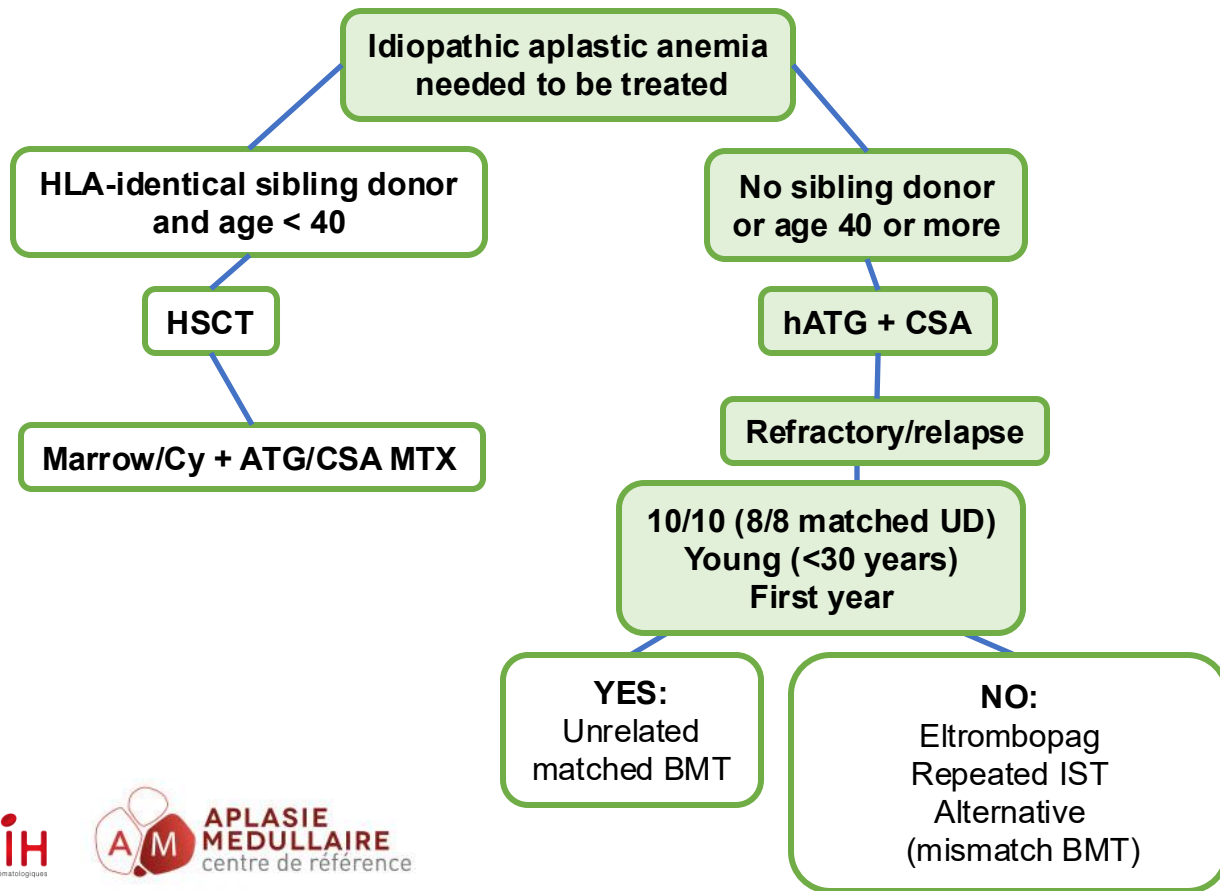 Idiopathic aplastic anemia
needed to be treated
HLA-identical sibling donor
and age < 40
No sibling donor
or age 40 or more
HSCT
hATG + CSA
Marrow/Cy + ATG/CSA MTX
Refractory/relapse
10/10 (8/8 matched UD)
Young (<30 years)
First year
YES:
Unrelated
matched BMT
NO:
Eltrombopag
Repeated IST
Alternative
(mismatch BMT)
iH
AM
APLASIE
MEDULLAIRE
centre de référence